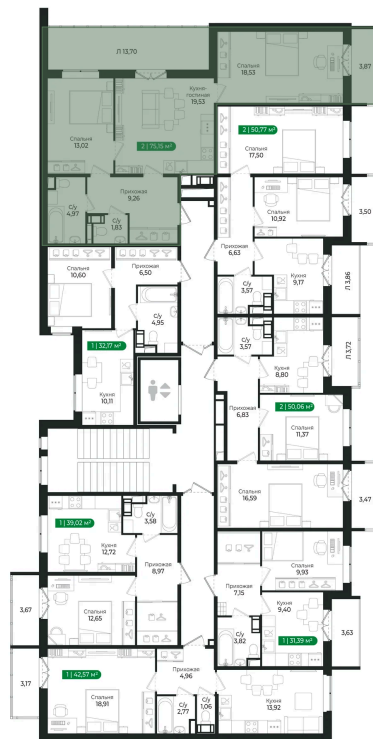 Л 13,70
Спальня
18,53
3,87
Кухня-
гостиная
19,53
Спальня
13,02
2 | 75,15 м²
2 | 50,77 м²
Спальня
17,50
Прихожая
9,26
С/у
4,97
С/у
1,83
Спальня
10,92
3,50
Прихожая
6,63
Спальня
10,60
Прихожая
6,50
Кухня
9,17
Л 3,86
С/у
3,57
С/у
4,95
С/у
3,57
1 | 32,17 м²
Кухня
10,11
Кухня
8,80
Л 3,72
Прихожая
6,83
2 | 50,06 м²
Спальня
11,37
Спальня
16,59
3,47
1 | 39,02 м²
С/у
3,58
Кухня
12,72
Прихожая
8,97
Спальня
9,93
Прихожая
7,15
Кухня
9,40
3,67
Спальня
12,65
С/у
3,82
1 | 31,39 м²
3,63
3,17
1 | 42,57 м²
Прихожая
4,96
Спальня
18,91
С/у
2,77
С/у
1,06
Кухня
13,92